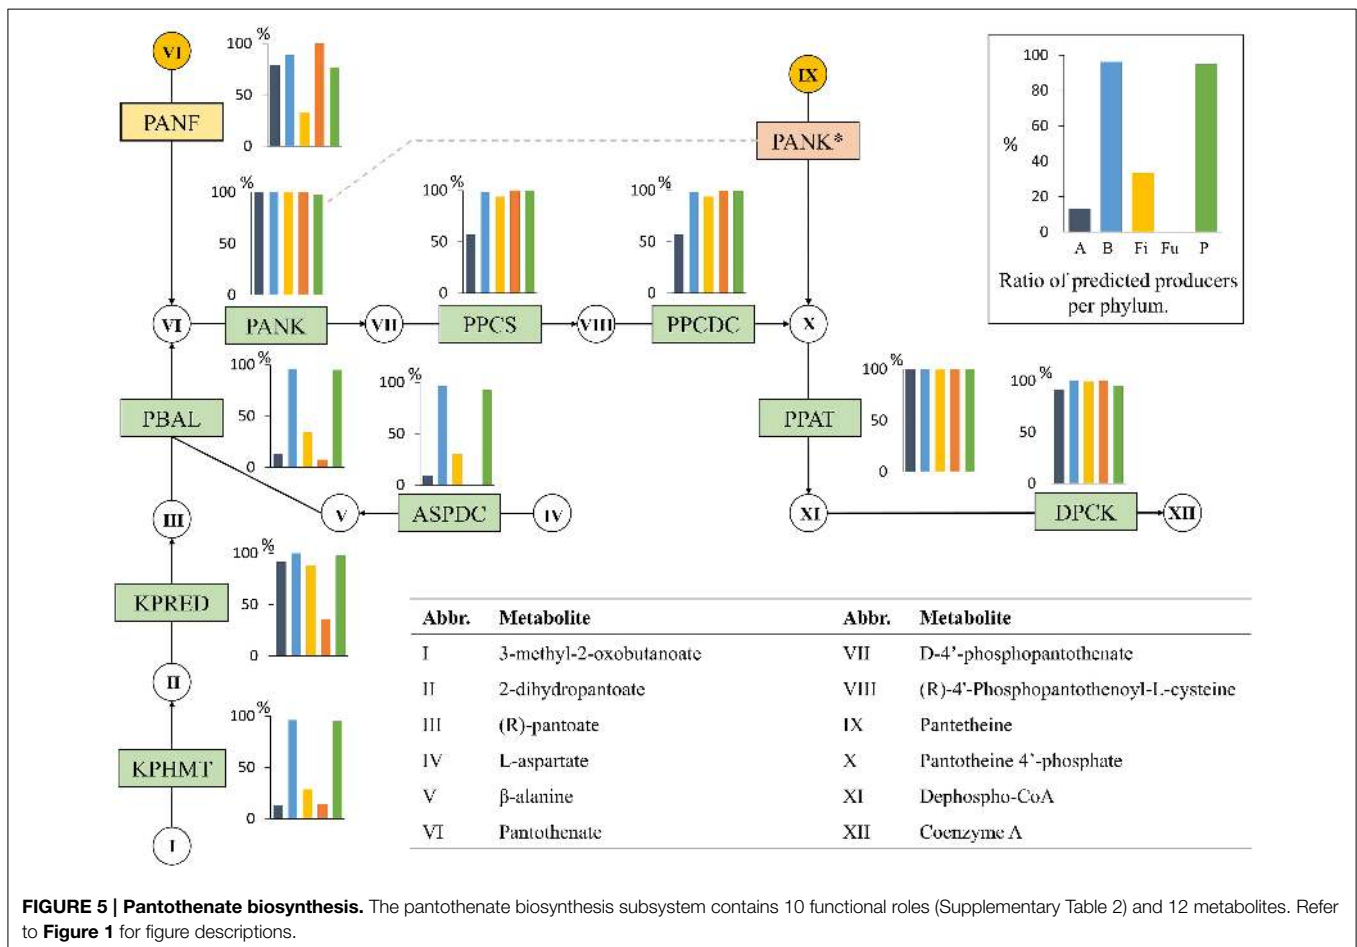 VI
%
100
50
0
PANF
IX
PANK*
%
100
80
60
40
20
0
A B Fi Fu P
Ratio of predicted producers
per phylum.
%
100
50
0
%
100
50
0
%
100
50
0
VI
PANK
VII
PPCS
VIII
PPCDC
X
100 %
50
0
PBAL
100 %
50
0
III
V
ASPDC
IV
%
100
50
0
PPAT
100 %
50
0
XI
DPCK
XII
100 %
50
0
KPRED
II
100 %
50
0
KPHMT
I
Abbr. Metabolite Abbr. Metabolite
I 3-methyl-2-oxobutanoate VII D-4’-phosphopantothenate
II 2-dihydropantoate VIII (R)-4’-Phosphopantothenoyl-L-cysteine
III (R)-pantoate IX Pantetheine
IV L-aspartate X Pantotheine 4’-phosphate
V β-alanine XI Dephospho-CoA
VI Pantothenate XII Coenzyme A
FIGURE 5 | Pantothenate biosynthesis. The pantothenate biosynthesis subsystem contains 10 functional roles (Supplementary Table 2) and 12 metabolites. Refer
to Figure 1 for figure descriptions.